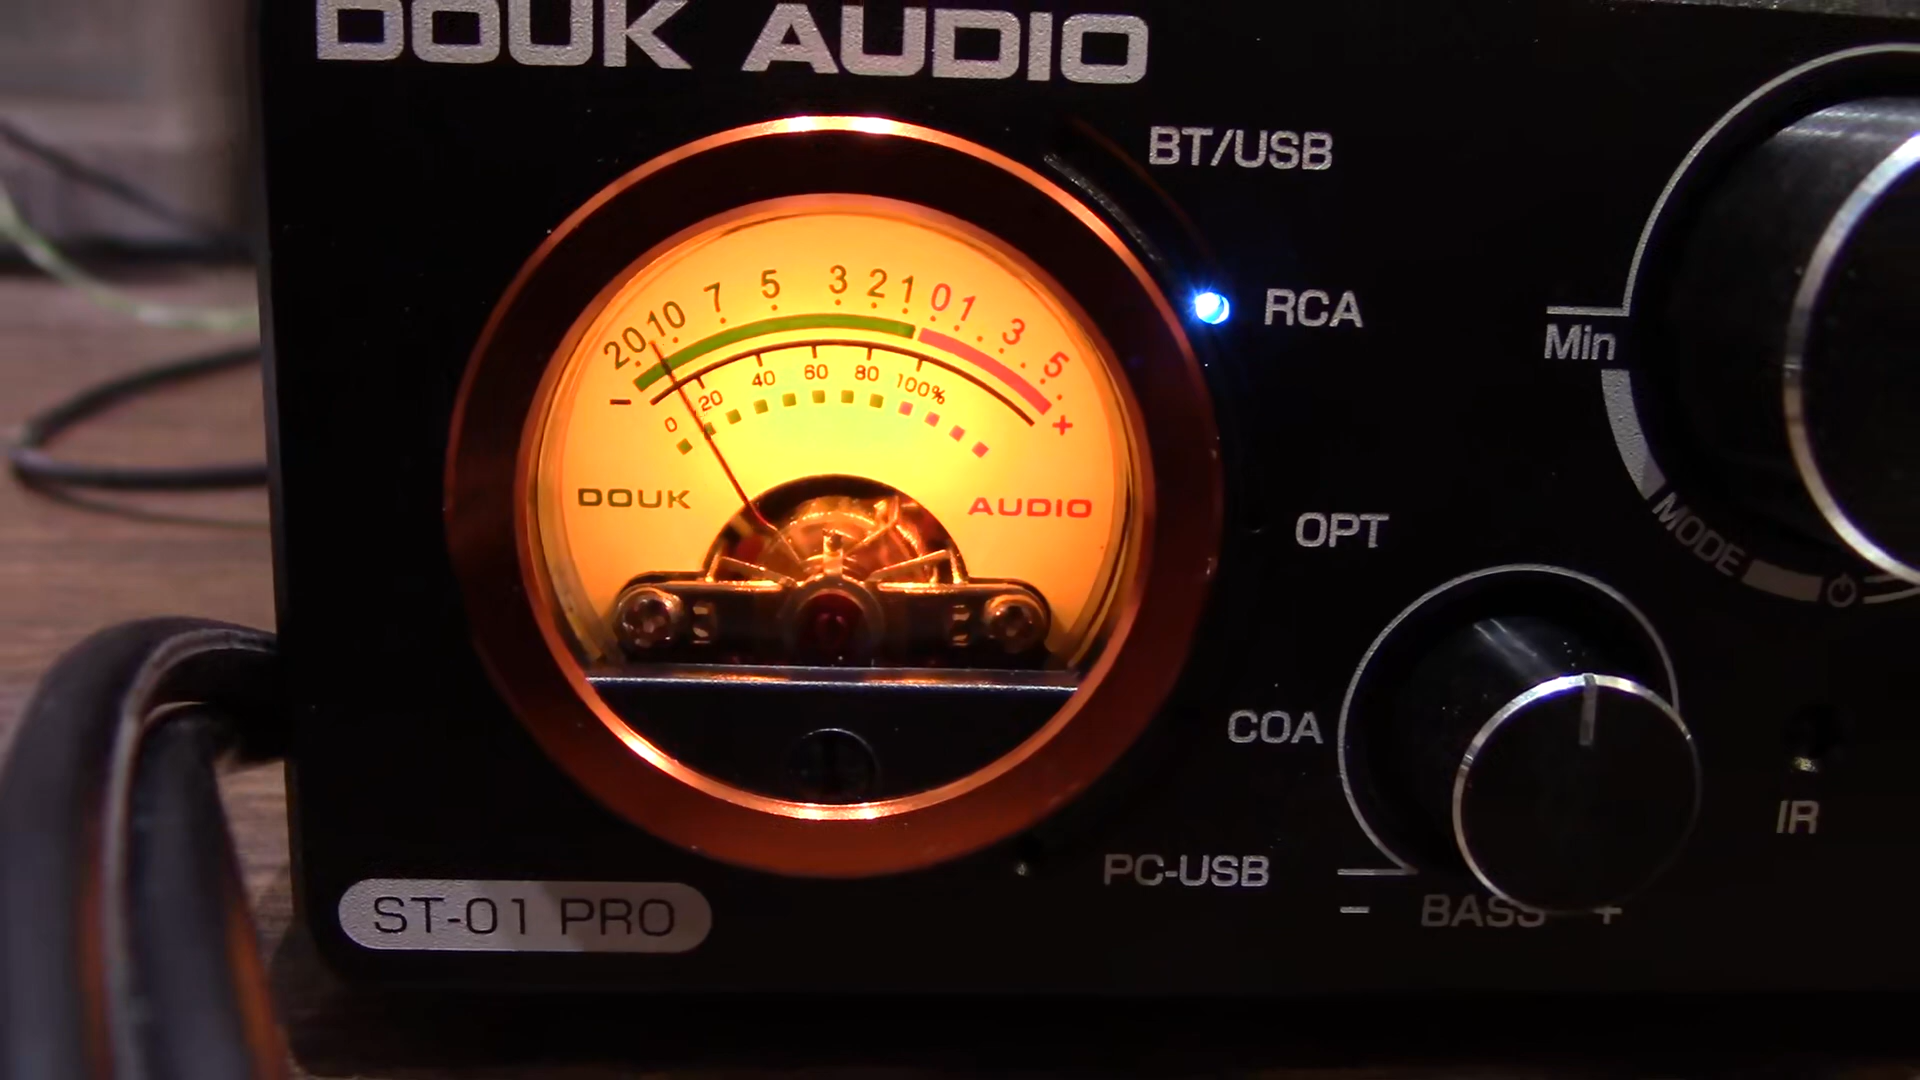 DOUK AUDIO
BT/USB
20 10 7 5 3 2 1 0 1 3 5
RCA
Min
- 0 20 40 60 80 100% +
DOUK AUDIO
MODE
OPT
COA
IR
PC-USB
ST-01 PRO
- BASS +